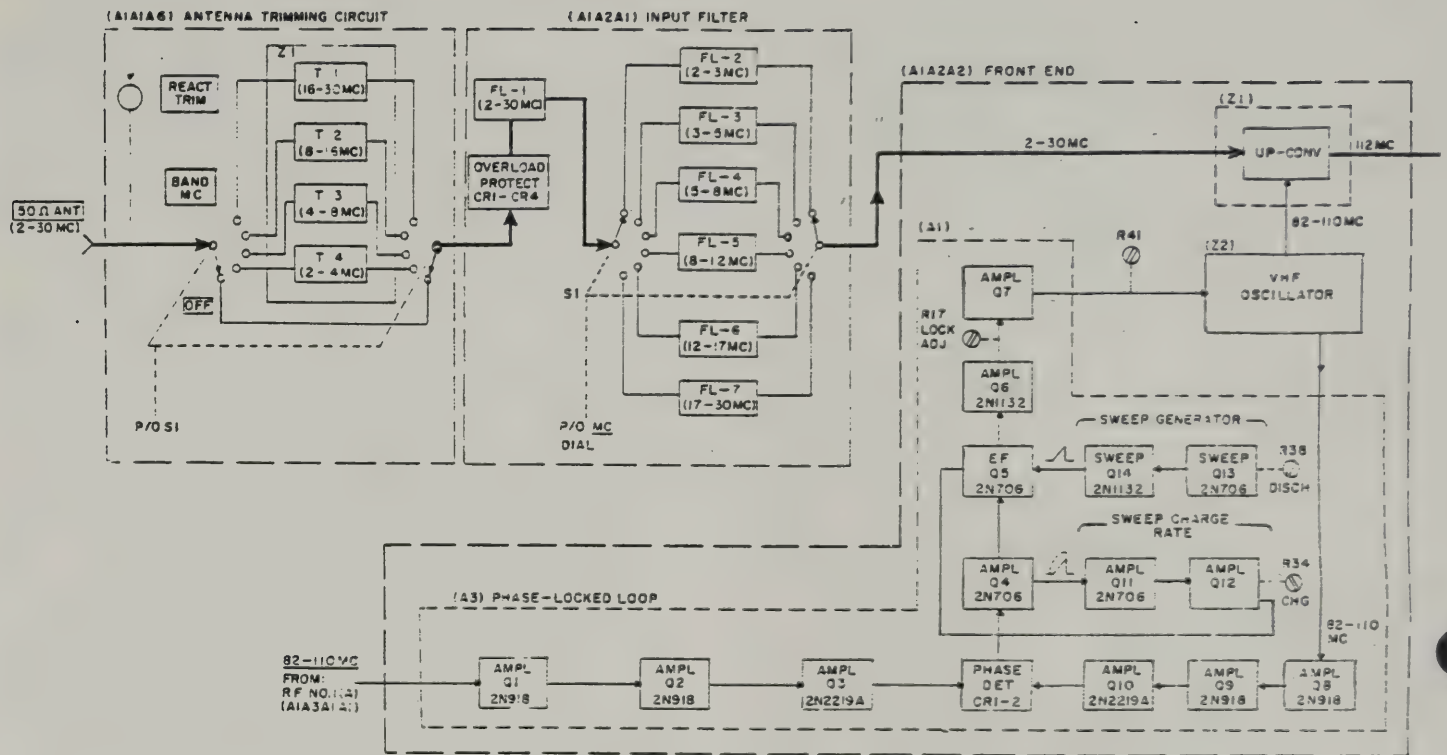 (A1A1A6) ANTENNA TRIMMING CIRCUIT
(A1A2A1) INPUT FILTER
(A1A2A2) FRONT END
Z1
REACT
TRIM
T 1
(16-30MC)
T 2
(8-16MC)
BAND
MC
T 3
(4-8MC)
T 4
(2-4MC)
50Ω ANT
(2-30MC)
OFF
P/O S1
FL-1
(2-30MC)
OVERLOAD
PROTECT
CR1-CR4
FL-2
(2-3MC)
FL-3
(3-5MC)
FL-4
(5-8MC)
FL-5
(8-12MC)
S1
FL-6
(12-17MC)
FL-7
(17-30MC)
P/O MC
DIAL
2-30MC
(Z1)
UP-CONV
112MC
82-110MC
(A1)
R41
(Z2)
VHF
OSCILLATOR
AMPL
Q7
R17
LOCK
ADJ
AMPL
Q6
2N1132
SWEEP GENERATOR
EF
Q5
2N706
SWEEP
Q14
2N1132
SWEEP
Q13
2N706
R38
DISCH
SWEEP CHARGE
RATE
AMPL
Q4
2N706
AMPL
Q11
2N706
AMPL
Q12
R34
CHG
82-110
MC
(A3) PHASE-LOCKED LOOP
82-110MC
FROM:
RF NO.1(A)
AMPL
Q1
2N918
AMPL
Q2
2N918
AMPL
Q3
2N2219A
PHASE
DET
CR1-2
AMPL
Q10
2N2219A
AMPL
Q9
2N918
AMPL
Q8
2N918